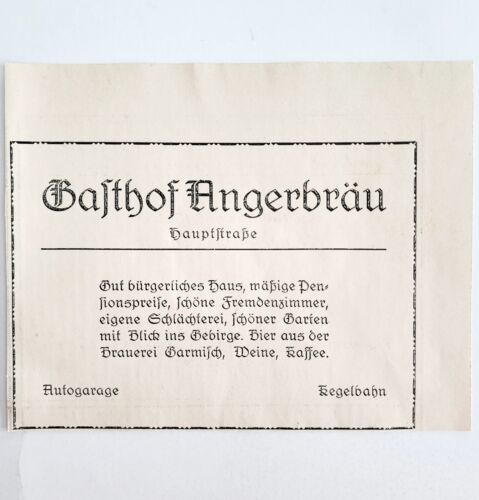 Gaſthof Angerbräu
Hauptſtraße
Gut bürgerliches Haus, mäßige Pen-
ſionspreiſe, ſchöne Fremdenzimmer,
eigene Schlächterei, ſchöner Garten
mit Blick ins Gebirge. Bier aus der
Brauerei Garmiſch, Weine, Kaffee.
Autogarage
Kegelbahn